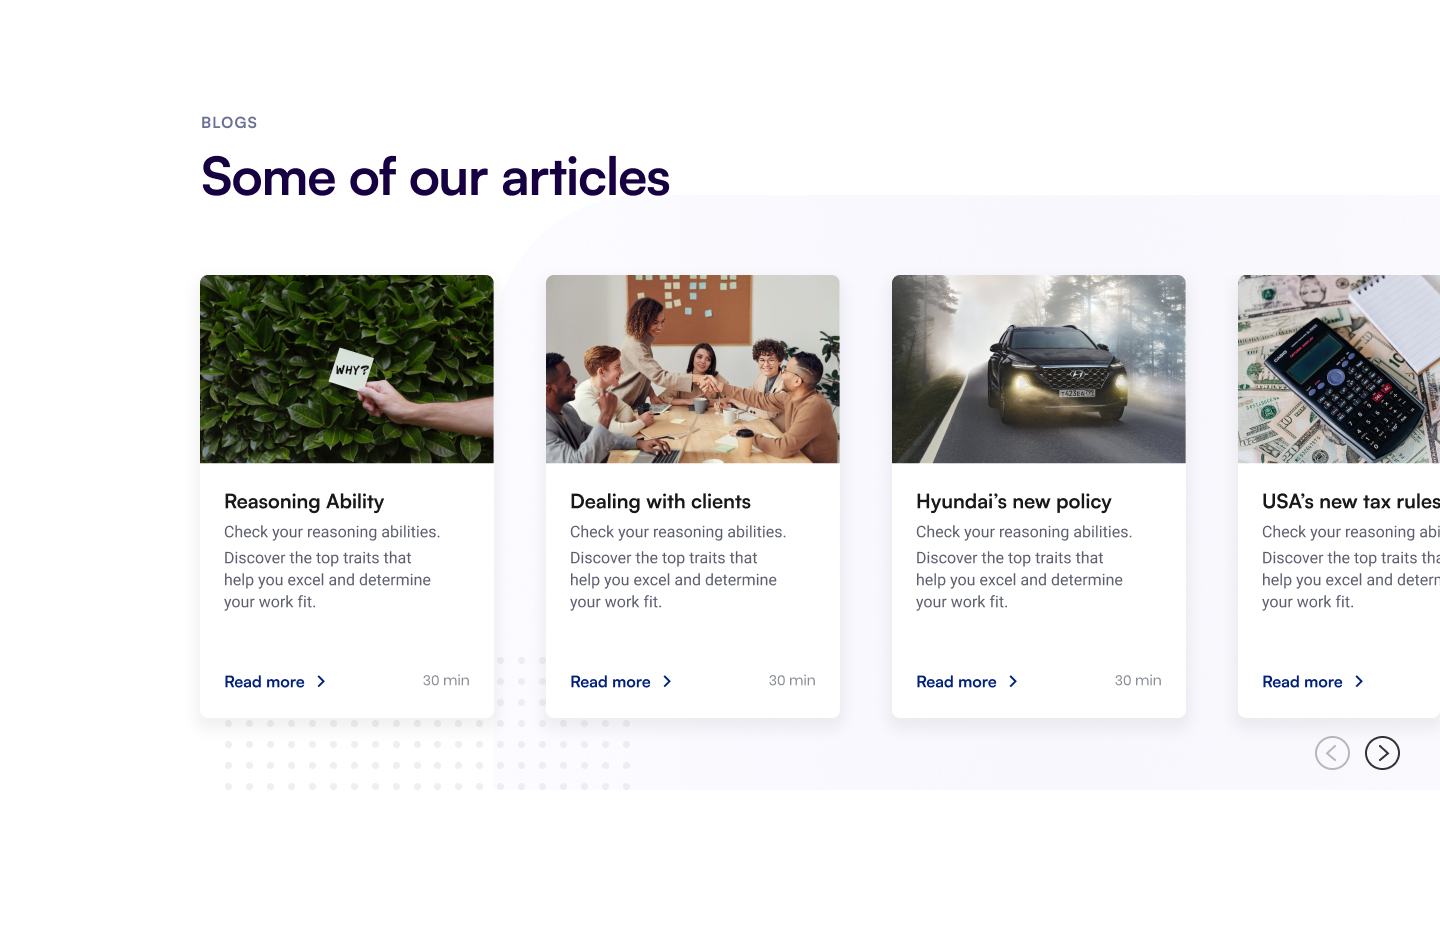 BLOGS
Some of our articles
WHY?
Reasoning Ability
Check your reasoning abilities.
Discover the top traits that
help you excel and determine
your work fit.
Read more
30 min
Dealing with clients
Check your reasoning abilities.
Discover the top traits that
help you excel and determine
your work fit.
Read more
30 min
Hyundai’s new policy
Check your reasoning abilities.
Discover the top traits that
help you excel and determine
your work fit.
Read more
30 min
CASIO
USA’s new tax rules
Check your reasoning abi
Discover the top traits tha
help you excel and detern
your work fit.
Read more